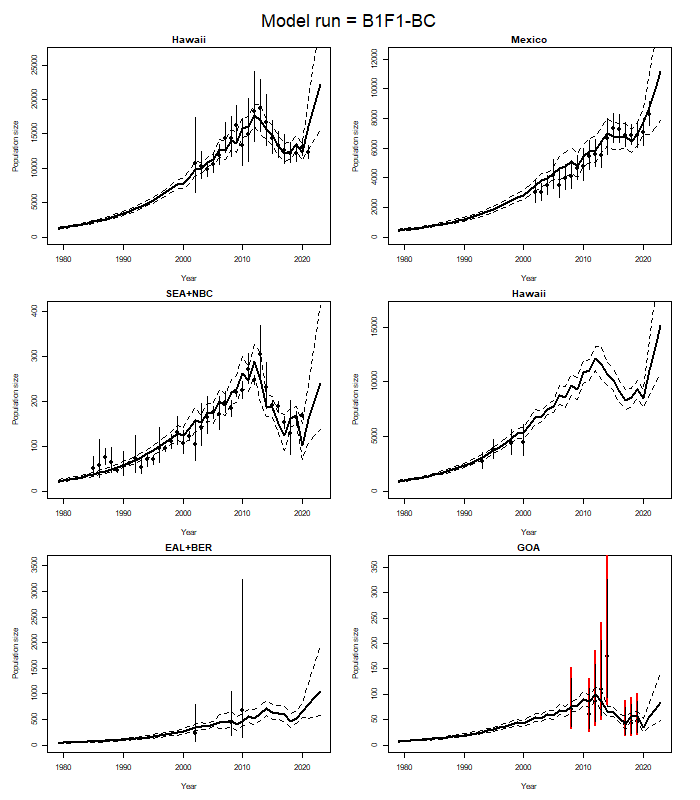 Model run = B1F1-BC
Hawaii
Population size
0 5000 10000 15000 20000 25000
1980 1990 2000 2010 2020
Year
Mexico
Population size
0 2000 4000 6000 8000 10000 12000
1980 1990 2000 2010 2020
Year
SEA+NBC
Population size
0 100 200 300 400
1980 1990 2000 2010 2020
Year
Hawaii
Population size
0 5000 10000 15000
1980 1990 2000 2010 2020
Year
EAL+BER
Population size
0 500 1000 1500 2000 2500 3000 3500
1980 1990 2000 2010 2020
Year
GOA
Population size
0 50 100 150 200 250 300 350
1980 1990 2000 2010 2020
Year